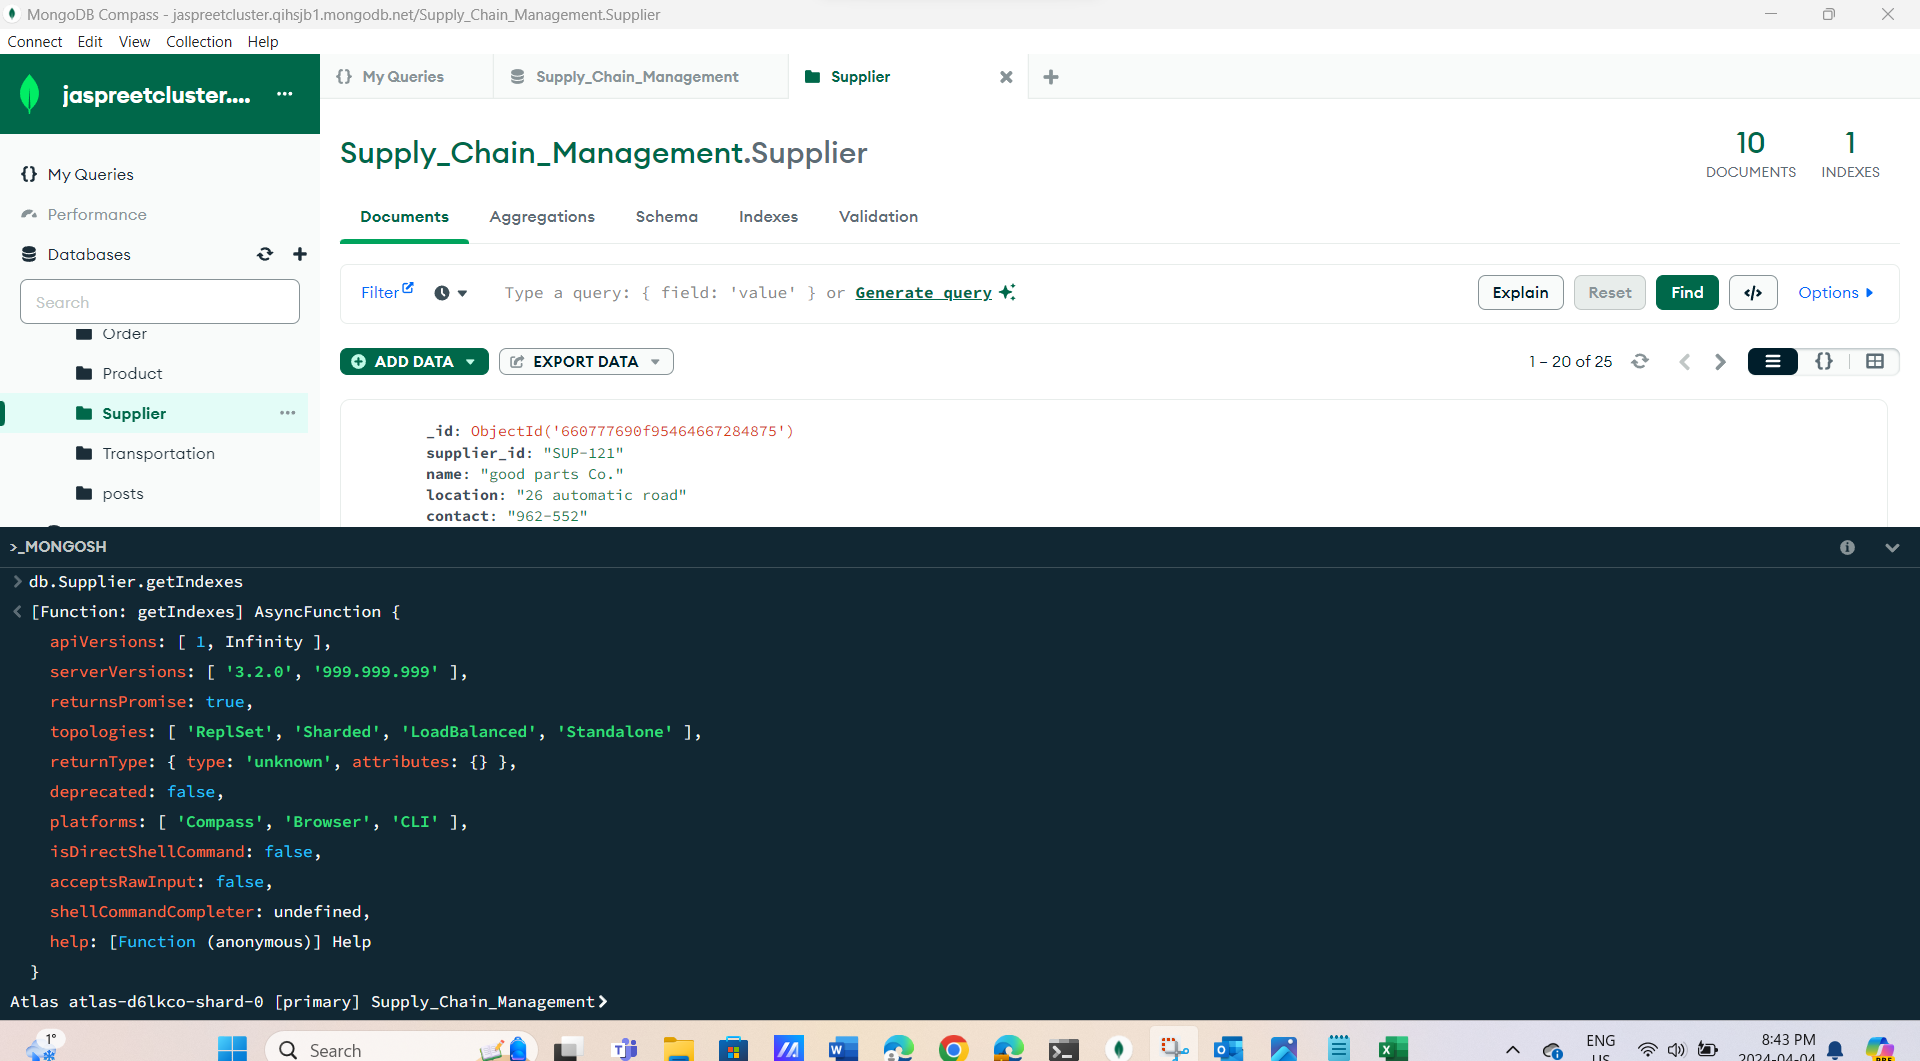 MongoDB Compass - jaspreetcluster.qihsjb1.mongodb.net/Supply_Chain_Management.Supplier
Connect Edit View Collection Help
jaspreetcluster.... ...
{} My Queries
Supply_Chain_Management
Supplier
My Queries
Performance
Databases
Search
Order
Product
Supplier
Transportation
posts
Supply_Chain_Management.Supplier
10
DOCUMENTS
1
INDEXES
Documents Aggregations Schema Indexes Validation
Filter
Type a query: { field: 'value' } or Generate query
Explain Reset Find </> Options
ADD DATA EXPORT DATA
1 – 20 of 25
_id: ObjectId('660777690f95464667284875')
supplier_id: "SUP-121"
name: "good parts Co."
location: "26 automatic road"
contact: "962-552"
>_MONGOSH
> db.Supplier.getIndexes
< [Function: getIndexes] AsyncFunction {
apiVersions: [ 1, Infinity ],
serverVersions: [ '3.2.0', '999.999.999' ],
returnsPromise: true,
topologies: [ 'ReplSet', 'Sharded', 'LoadBalanced', 'Standalone' ],
returnType: { type: 'unknown', attributes: {} },
deprecated: false,
platforms: [ 'Compass', 'Browser', 'CLI' ],
isDirectShellCommand: false,
acceptsRawInput: false,
shellCommandCompleter: undefined,
help: [Function (anonymous)] Help
}
Atlas atlas-d6lkco-shard-0 [primary] Supply_Chain_Management>
1°
Search
ENG
US
8:43 PM
2024-04-04
PRE